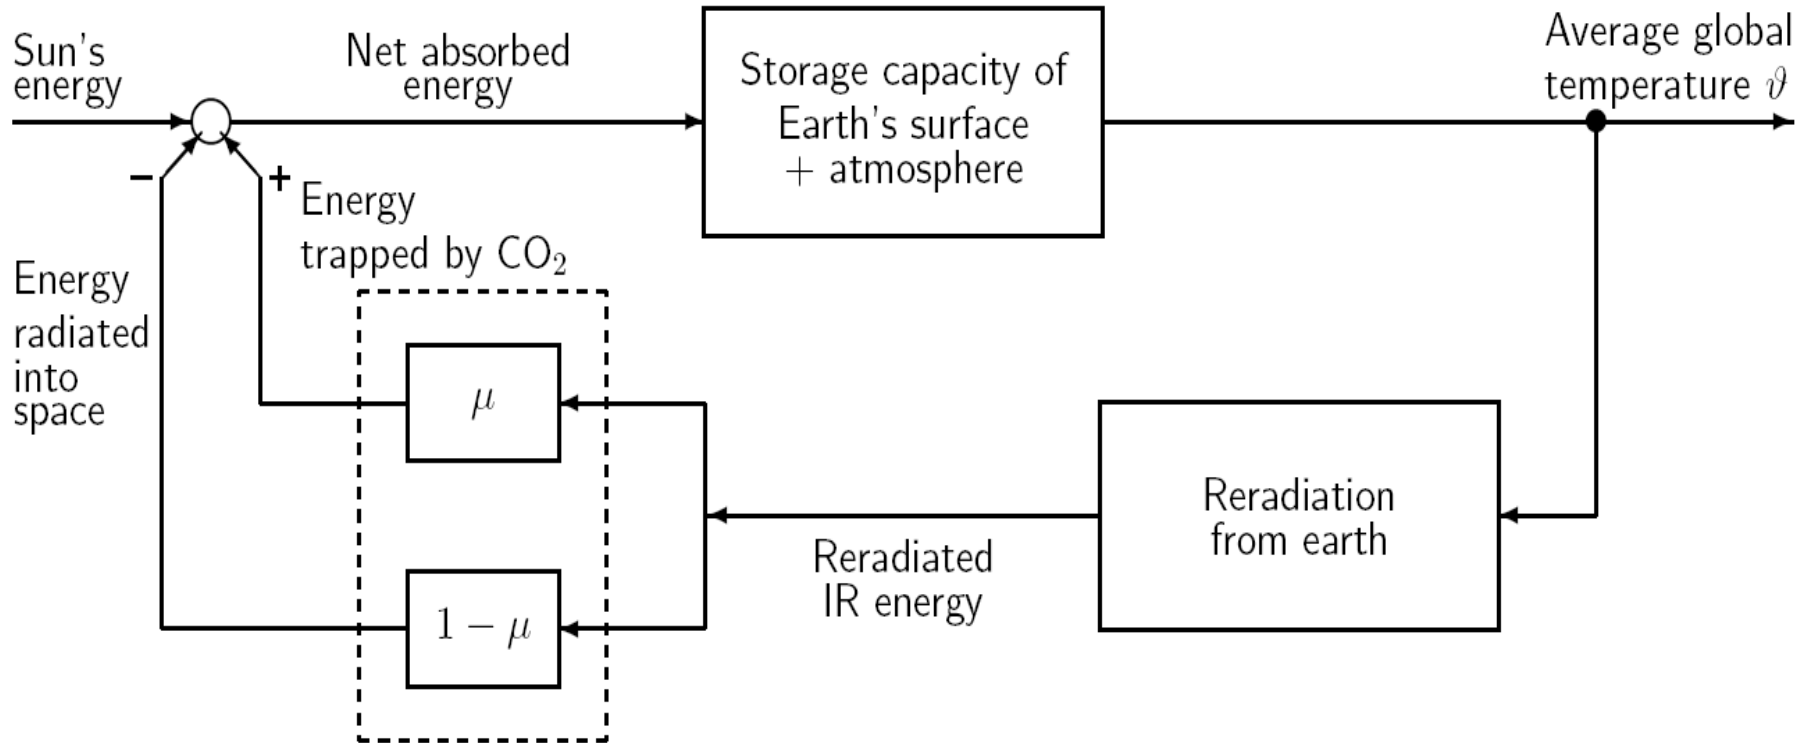 Sun's
energy
Net absorbed
energy
Storage capacity of
Earth's surface
+ atmosphere
Average global
temperature ϑ
−
+
Energy
trapped by CO₂
Energy
radiated
into
space
μ
1 − μ
Reradiated
IR energy
Reradiation
from earth